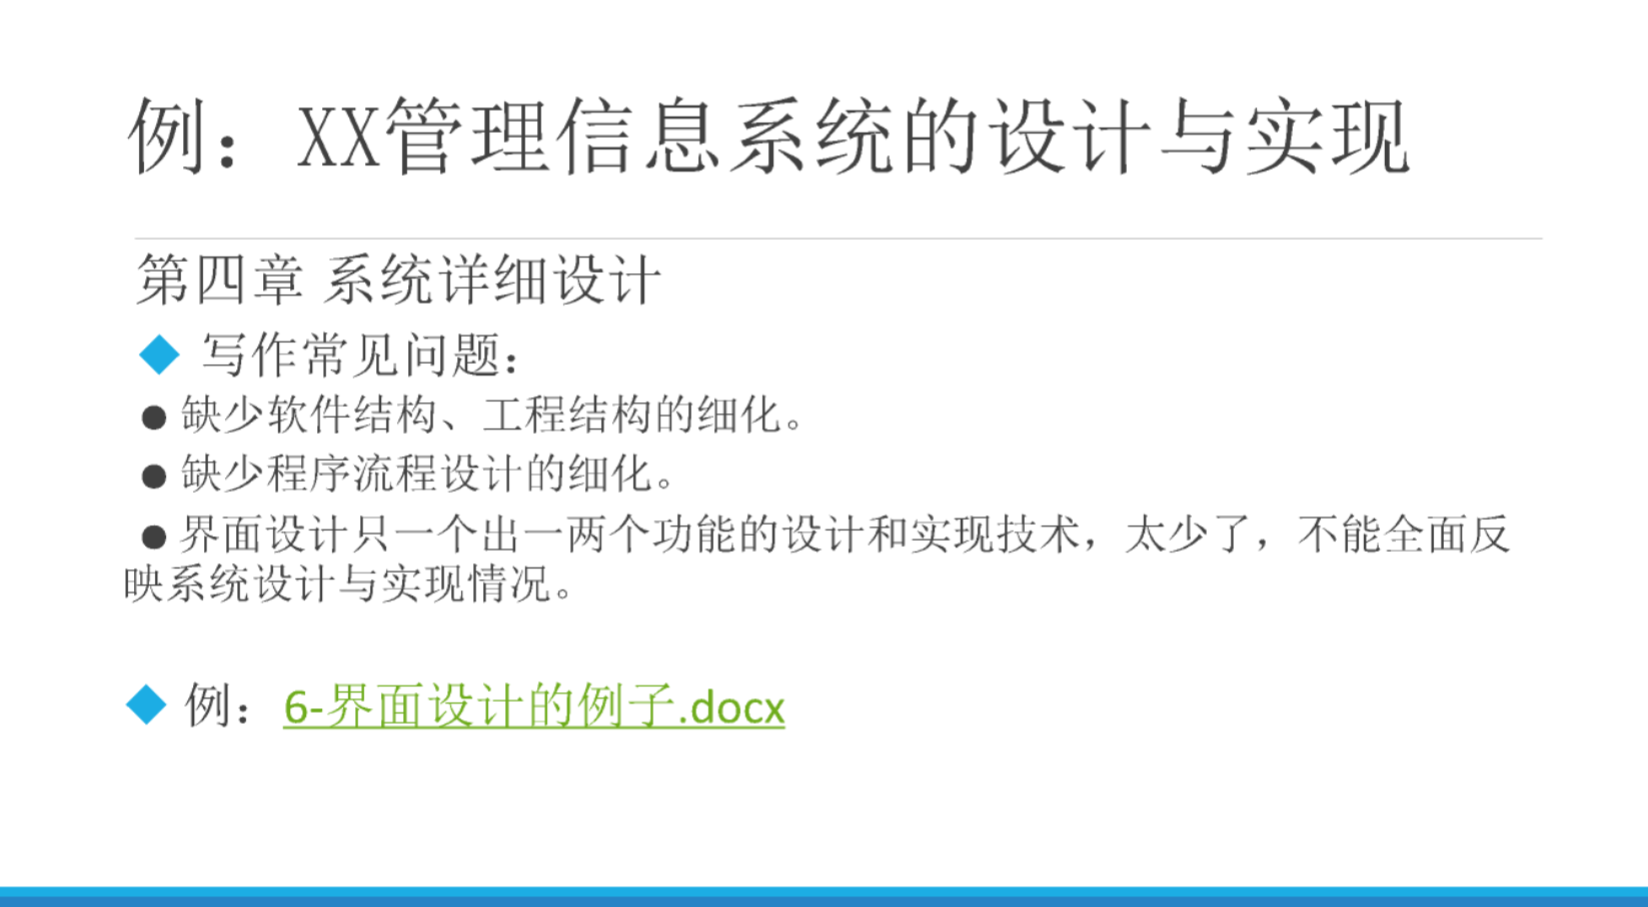 例：XX管理信息系统的设计与实现
第四章 系统详细设计
◆ 写作常见问题：
● 缺少软件结构、工程结构的细化。
● 缺少程序流程设计的细化。
● 界面设计只一个出一两个功能的设计和实现技术，太少了，不能全面反
映系统设计与实现情况。
◆ 例：6-界面设计的例子.docx